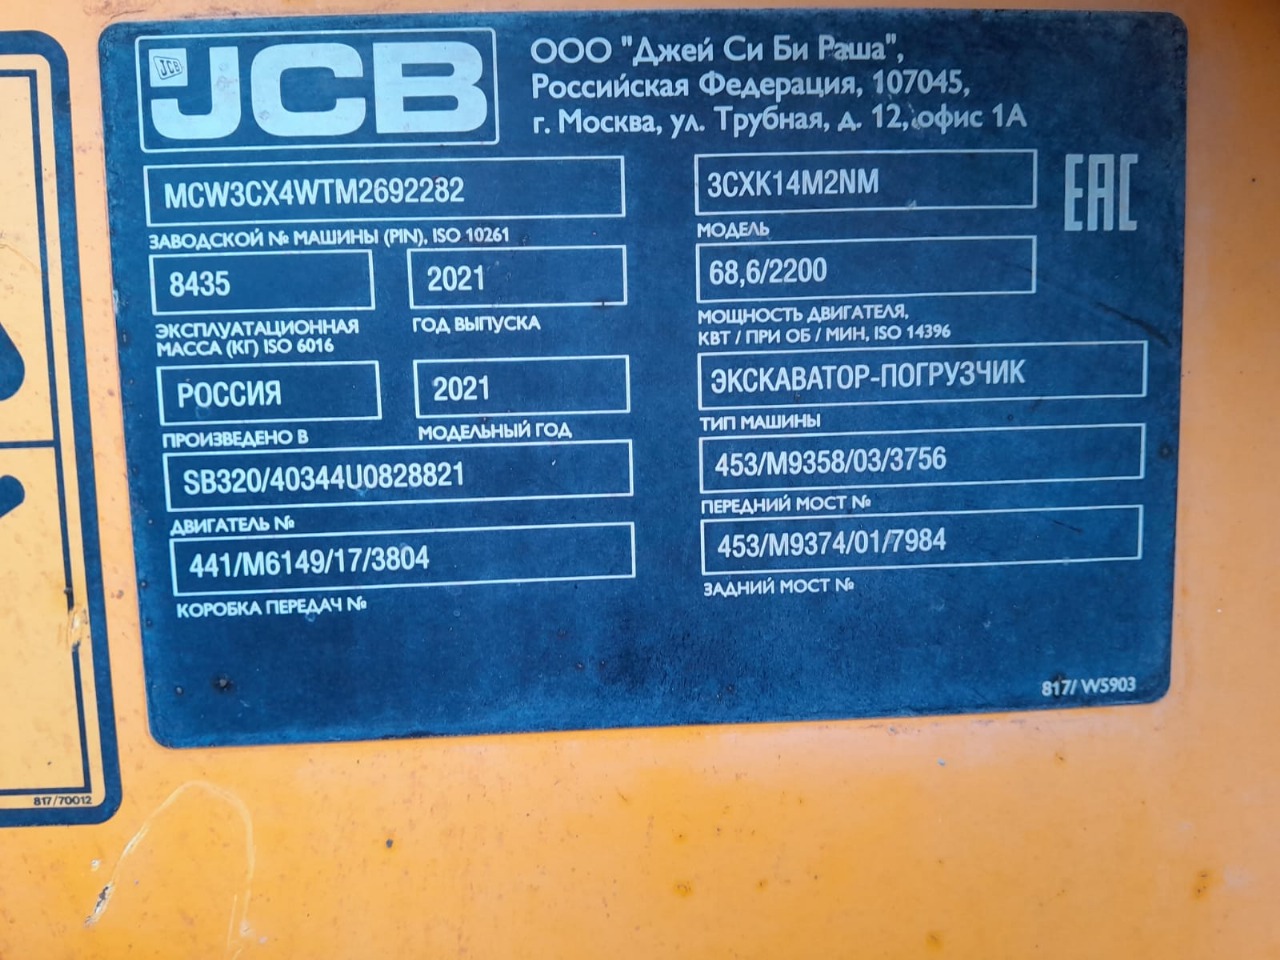 JCB
JCB
ООО "Джей Си Би Раша",
Российская Федерация, 107045,
г. Москва, ул. Трубная, д. 12, офис 1А
MCW3CX4WTM2692282
ЗАВОДСКОЙ № МАШИНЫ (PIN), ISO 10261
3CXK14M2NM
МОДЕЛЬ
EAC
8435
ЭКСПЛУАТАЦИОННАЯ
МАССА (КГ) ISO 6016
2021
ГОД ВЫПУСКА
68,6/2200
МОЩНОСТЬ ДВИГАТЕЛЯ,
КВТ / ПРИ ОБ / МИН, ISO 14396
РОССИЯ
ПРОИЗВЕДЕНО В
2021
МОДЕЛЬНЫЙ ГОД
ЭКСКАВАТОР-ПОГРУЗЧИК
ТИП МАШИНЫ
SB320/40344U0828821
ДВИГАТЕЛЬ №
453/M9358/03/3756
ПЕРЕДНИЙ МОСТ №
441/M6149/17/3804
КОРОБКА ПЕРЕДАЧ №
453/M9374/01/7984
ЗАДНИЙ МОСТ №
817/ W5903
817/70012